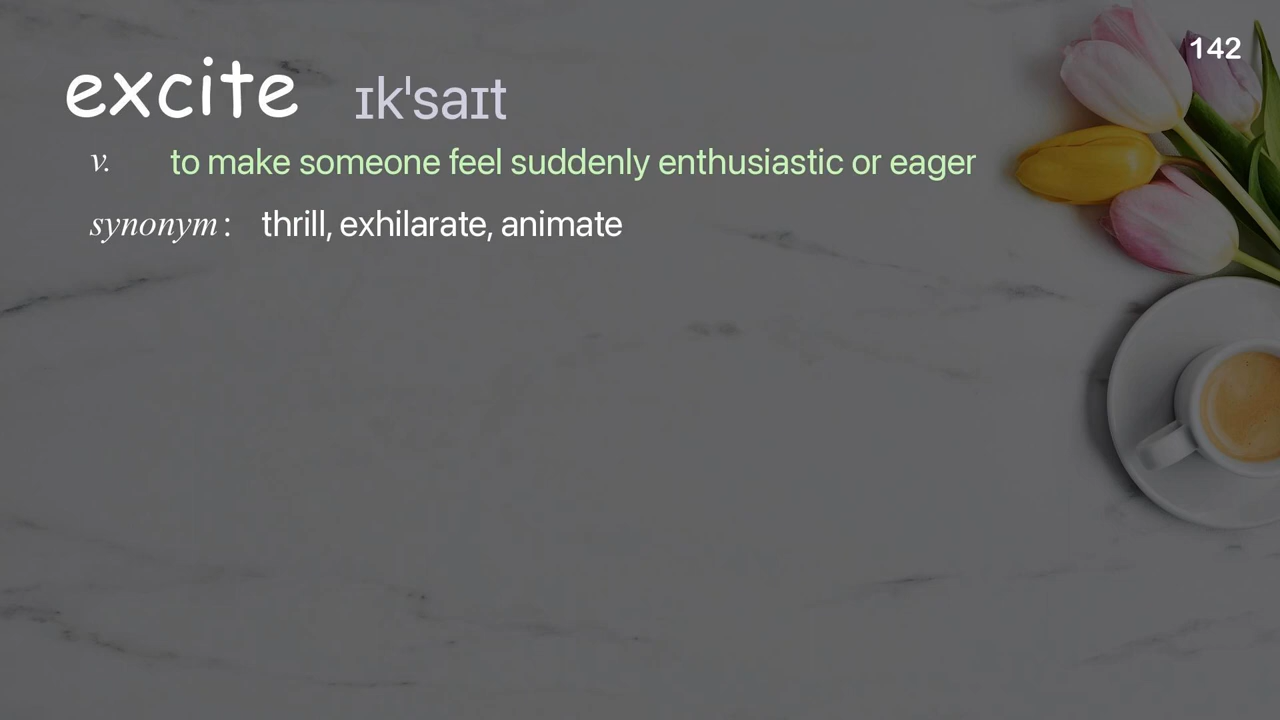 142
excite ɪkˈsaɪt
v. to make someone feel suddenly enthusiastic or eager
synonym: thrill, exhilarate, animate